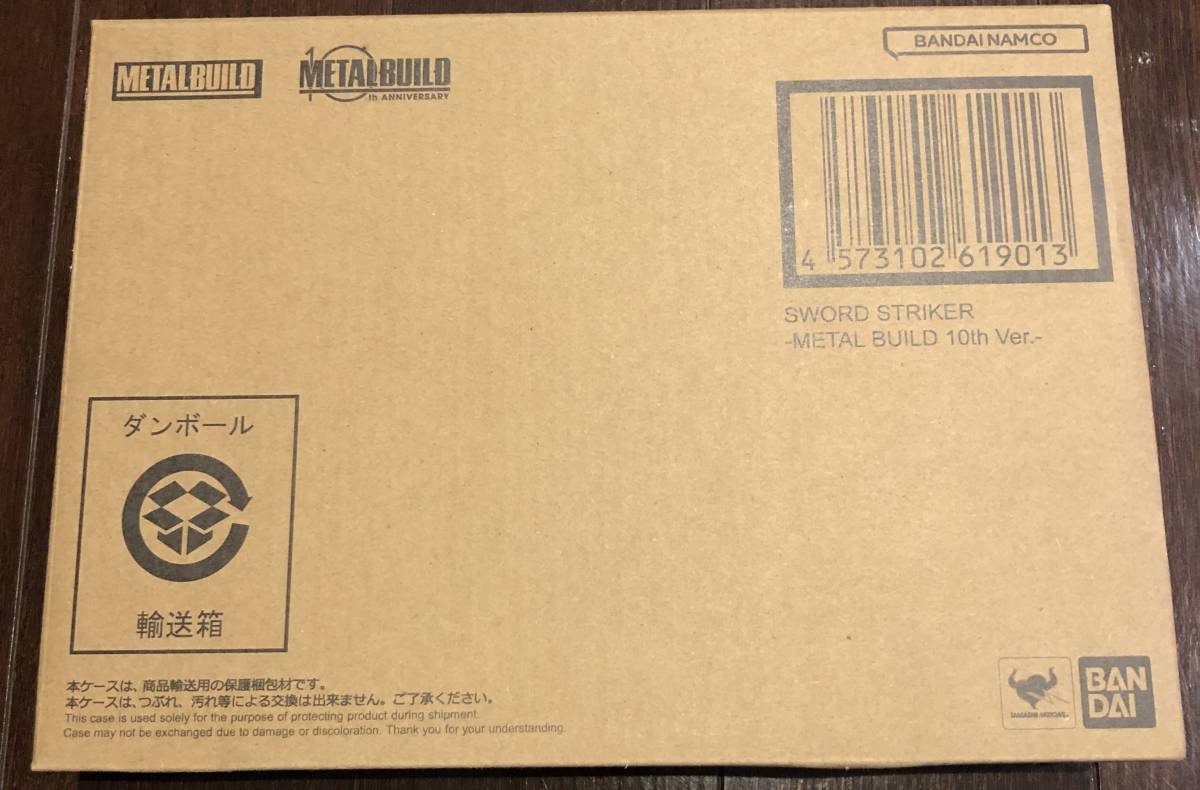 METAL BUILD
METAL BUILD
10th ANNIVERSARY
BANDAI NAMCO
4 573102 619013
SWORD STRIKER
-METAL BUILD 10th Ver.-
ダンボール
輸送箱
本ケースは、商品輸送用の保護梱包材です。
本ケースは、つぶれ、汚れ等による交換は出来ません。ご了承ください。
This case is used solely for the purpose of protecting product during shipment.
Case may not be exchanged due to damage or discoloration. Thank you for your understanding.
TAMASHII NATIONS
BAN
DAI